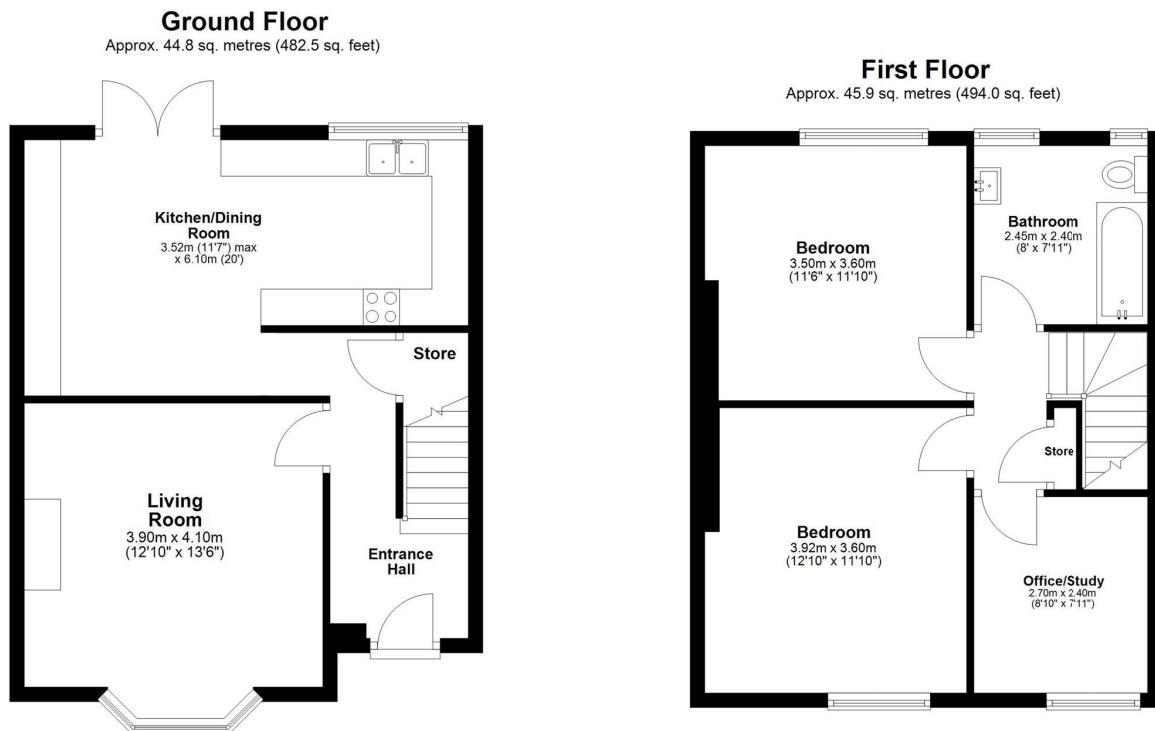 Ground Floor
Approx. 44.8 sq. metres (482.5 sq. feet)
Kitchen/Dining
Room
3.52m (11'7") max
x 6.10m (20')
Store
Living
Room
3.90m x 4.10m
(12'10" x 13'6")
Entrance
Hall
First Floor
Approx. 45.9 sq. metres (494.0 sq. feet)
Bedroom
3.50m x 3.60m
(11'6" x 11'10")
Bathroom
2.45m x 2.40m
(8' x 7'11")
Store
Bedroom
3.92m x 3.60m
(12'10" x 11'10")
Office/Study
2.70m x 2.40m
(8'10" x 7'11")